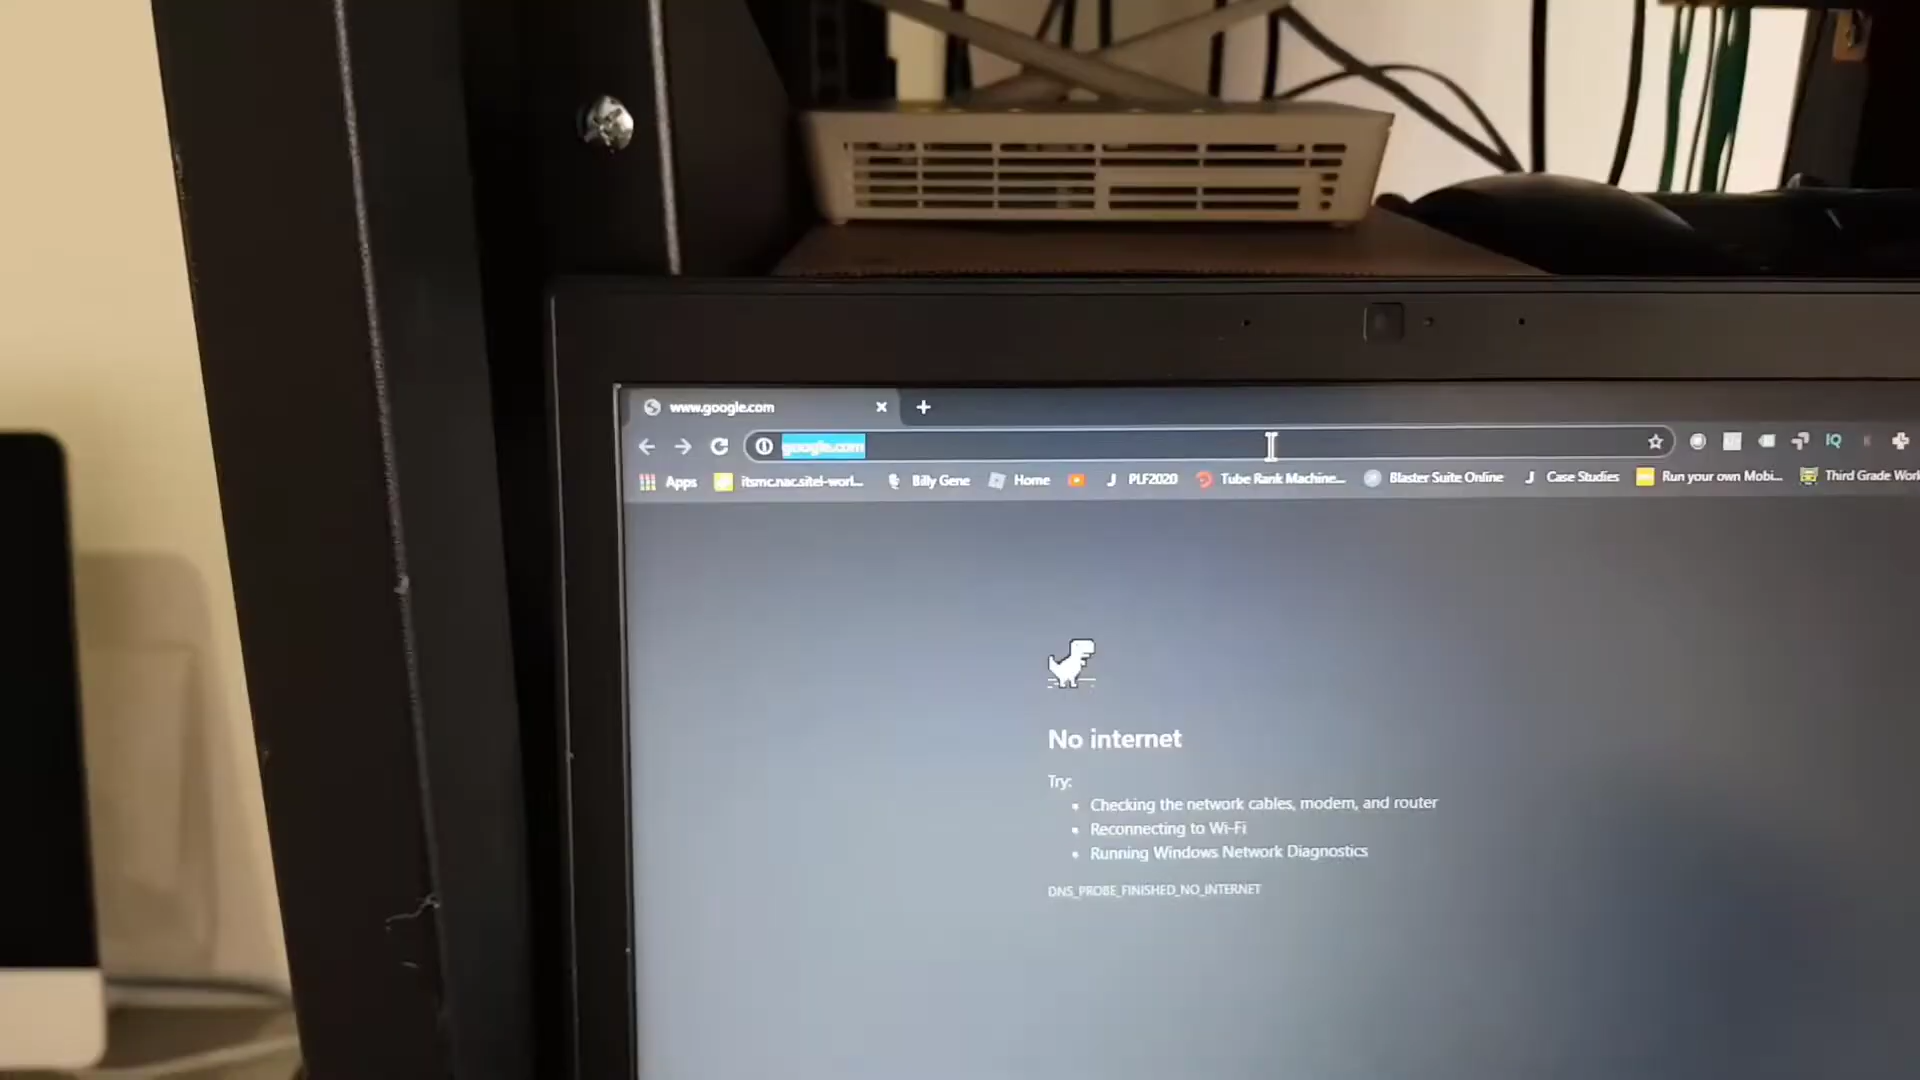 www.google.com
google.com
IQ
Apps itsmc.nac.sitel-worl... Billy Gene Home PLF2020 Tube Rank Machine... Blaster Suite Online Case Studies Run your own Mobi... Third Grade Work
No internet
Try:
Checking the network cables, modem, and router
Reconnecting to Wi-Fi
Running Windows Network Diagnostics
DNS_PROBE_FINISHED_NO_INTERNET